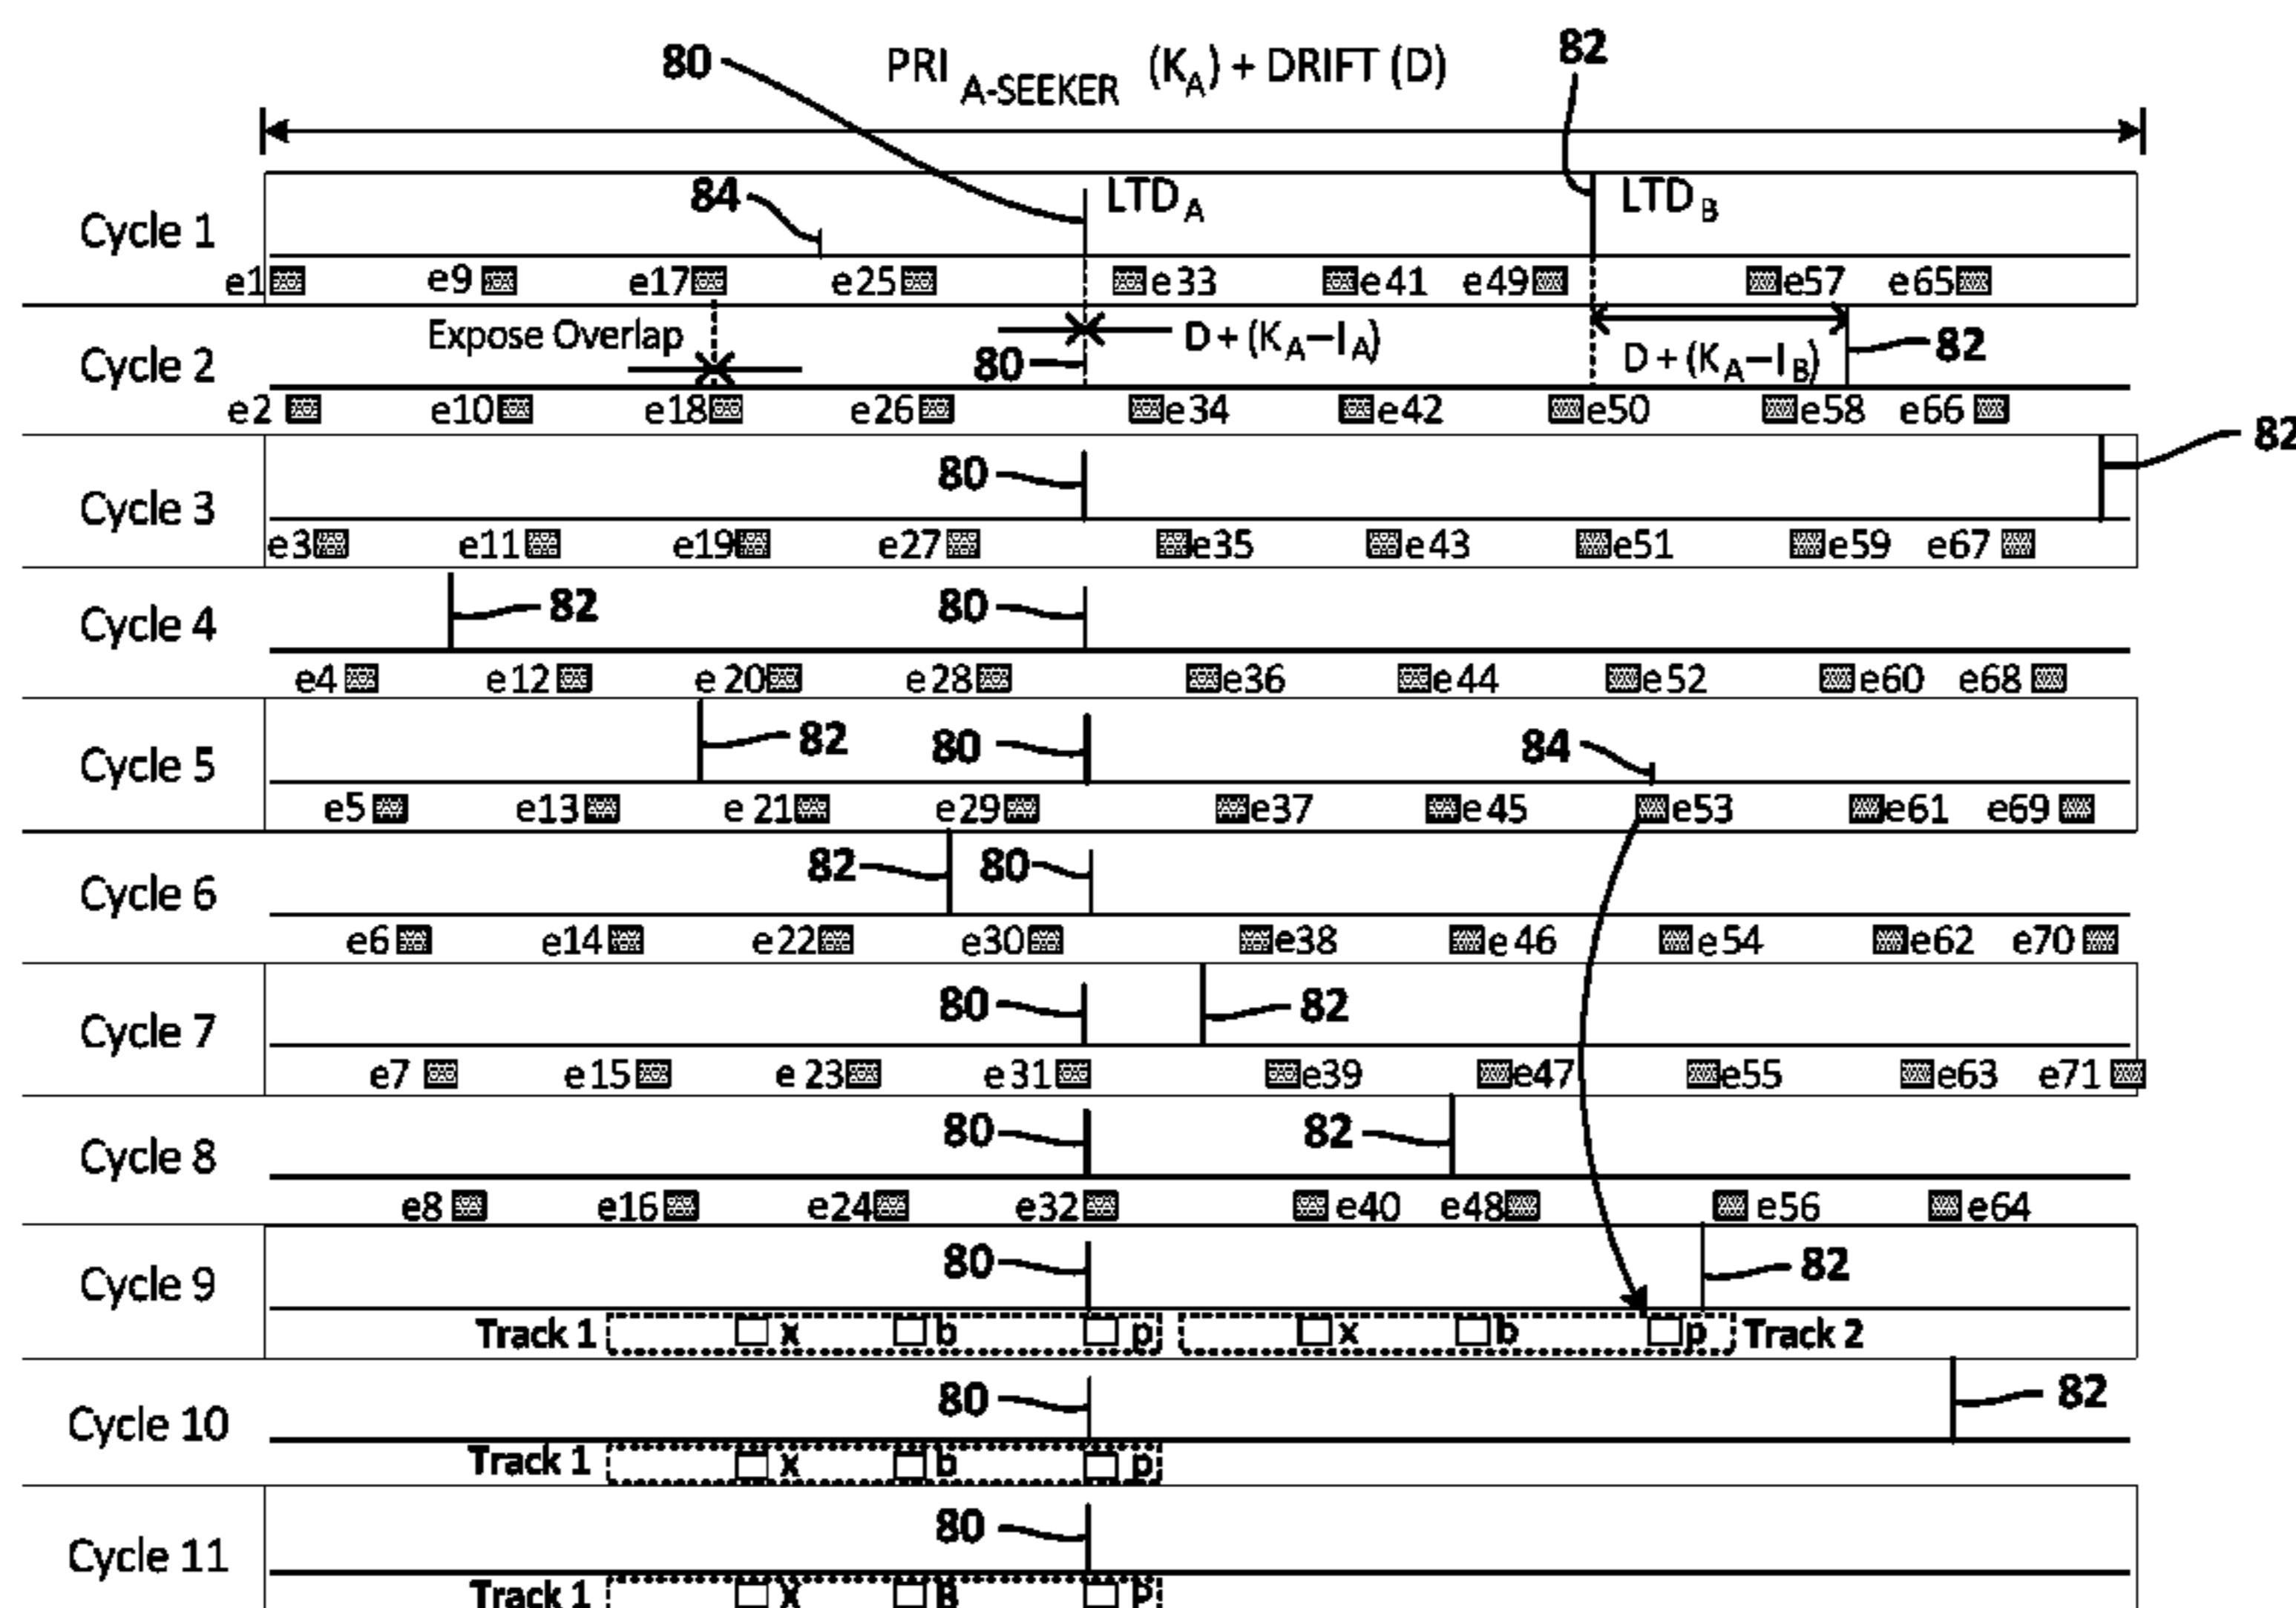 80 PRI A-SEEKER (KA) + DRIFT (D) 82
Cycle 1 84 LTDA LTDB
e1 e9 e17 e25 e33 e41 e49 e57 e65
Cycle 2 Expose Overlap 80 D + (KA–IA) D + (KA–IB) 82
e2 e10 e18 e26 e34 e42 e50 e58 e66
Cycle 3 80 82
e3 e11 e19 e27 e35 e43 e51 e59 e67
Cycle 4 82 80
e4 e12 e 20 e28 e36 e 44 e52 e60 e68
Cycle 5 82 80 84
e5 e13 e 21 e29 e37 e 45 e53 e61 e69
Cycle 6 82 80
e6 e14 e22 e30 e38 e 46 e54 e62 e70
Cycle 7 80 82
e7 e15 e 23 e31 e39 e47 e55 e63 e71
Cycle 8 80 82
e8 e16 e24 e32 e40 e48 e56 e64
Cycle 9 80 82
Track 1 x b p x b p Track 2
Cycle 10 80 82
Track 1 x b p
Cycle 11 80
Track 1 X B P